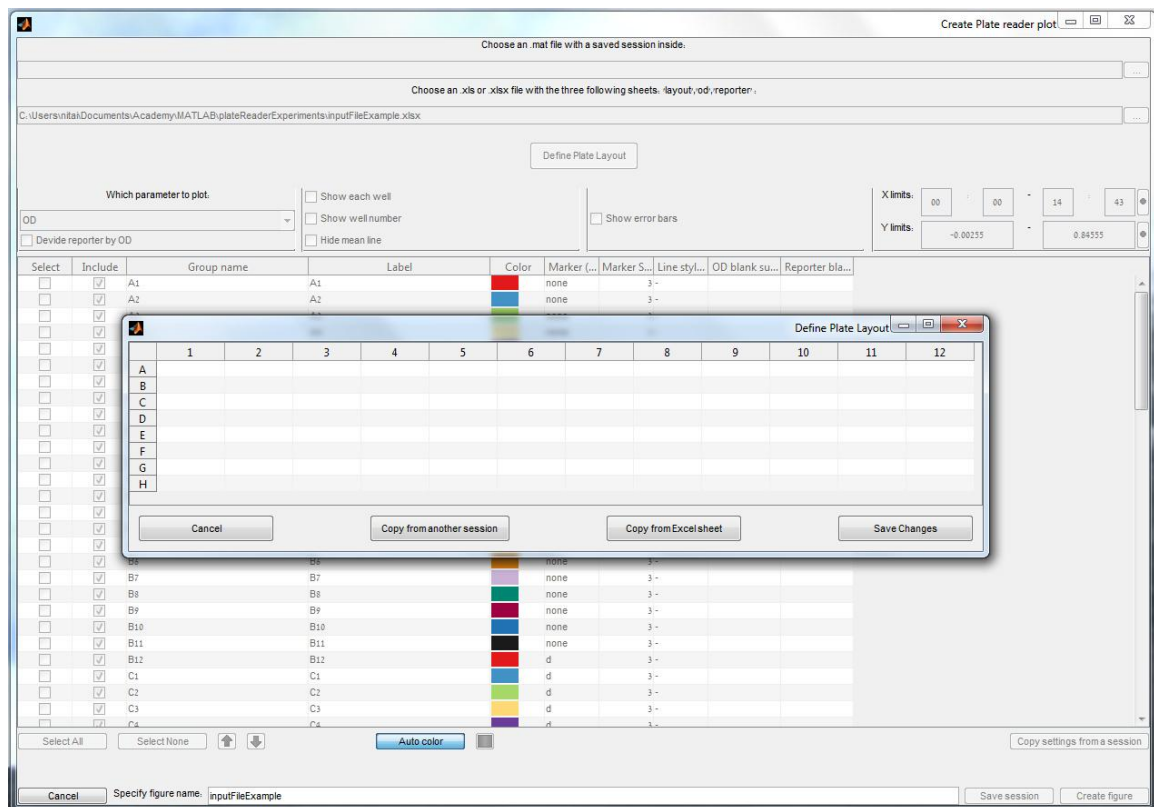 Create Plate reader plot
Choose an .mat file with a saved session inside:
...
Choose an .xls or .xlsx file with the three following sheets: 'layout','od','reporter' :
C:\Users\nitai\Documents\Academy\MATLAB\plateReaderExperiments\inputFileExample.xlsx ...
Define Plate Layout
Which parameter to plot:
OD
Devide reporter by OD
Show each well
Show well number
Hide mean line
Show error bars
X limits: 00 : 00 - 14 : 43
Y limits: -0.00255 - 0.84555
Select Include Group name Label Color Marker (... Marker S... Line styl... OD blank su... Reporter bla...
A1 A1 none 3 -
A2 A2 none 3 -
Define Plate Layout
1 2 3 4 5 6 7 8 9 10 11 12
A
B
C
D
E
F
G
H
Cancel Copy from another session Copy from Excel sheet Save Changes
B6 B6 none 3 -
B7 B7 none 3 -
B8 B8 none 3 -
B9 B9 none 3 -
B10 B10 none 3 -
B11 B11 none 3 -
B12 B12 d 3 -
C1 C1 d 3 -
C2 C2 d 3 -
C3 C3 d 3 -
C4 C4 d 3 -
Select All Select None Auto color Copy settings from a session
Cancel Specify figure name: inputFileExample Save session Create figure